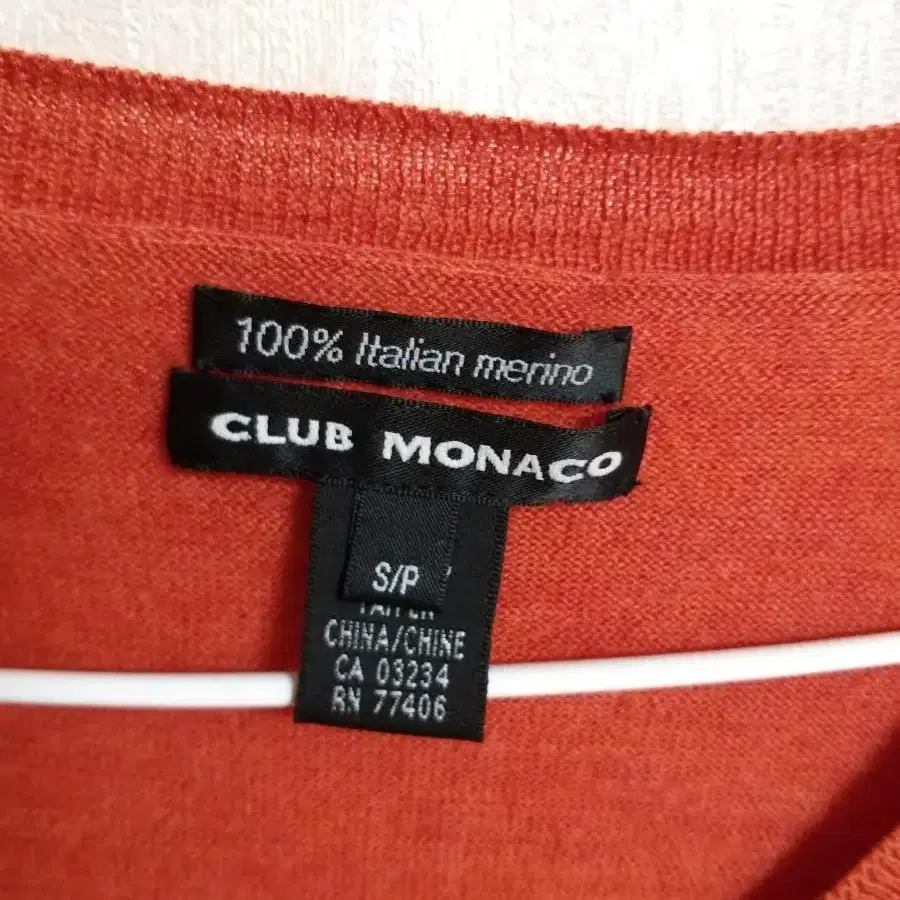 100% Italian merino
CLUB MONACO
S/P
CHINA/CHINE
CA 03234
RN 77406